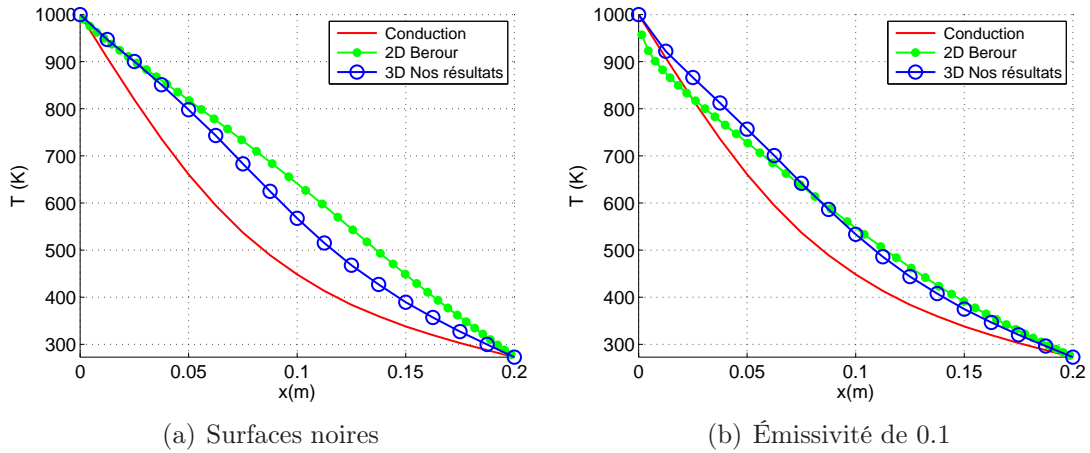 1000
900
800
700
600
500
400
300
0
0.05
0.1
0.15
0.2
x(m)
T (K)
Conduction
2D Berour
3D Nos résultats
(a) Surfaces noires
1000
900
800
700
600
500
400
300
0
0.05
0.1
0.15
0.2
x(m)
T (K)
Conduction
2D Berour
3D Nos résultats
(b) Émissivité de 0.1